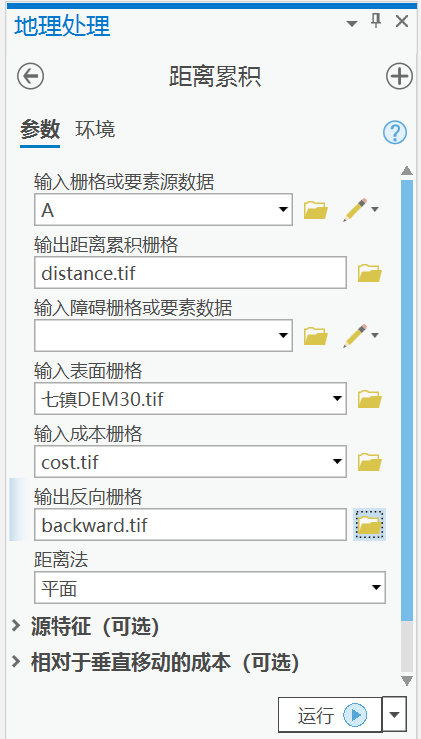 地理处理
距离累积
参数 环境
输入栅格或要素源数据
A
输出距离累积栅格
distance.tif
输入障碍栅格或要素数据
输入表面栅格
七镇DEM30.tif
输入成本栅格
cost.tif
输出反向栅格
backward.tif
距离法
平面
源特征（可选）
相对于垂直移动的成本（可选）
运行